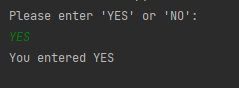 Please enter 'YES' or 'NO':
YES
You entered YES